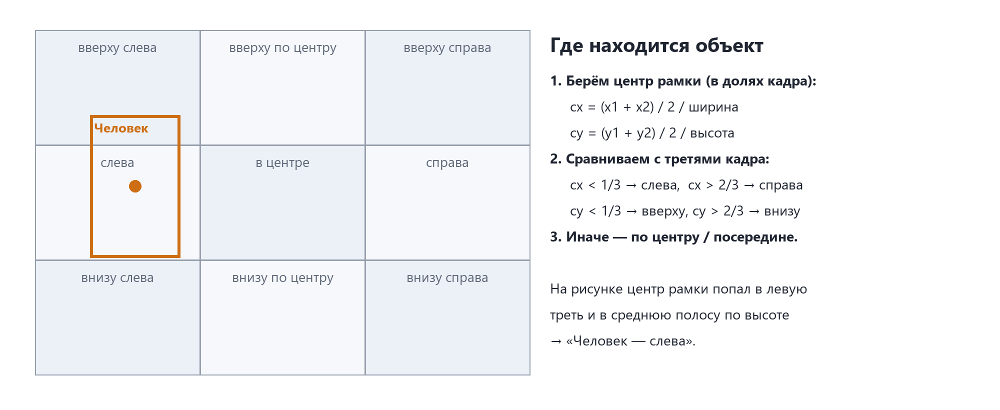 вверху слева
вверху по центру
вверху справа
Человек
слева
в центре
справа
внизу слева
внизу по центру
внизу справа
Где находится объект
1. Берём центр рамки (в долях кадра):
cx = (x1 + x2) / 2 / ширина
cy = (y1 + y2) / 2 / высота
2. Сравниваем с третями кадра:
cx < 1/3 → слева, cx > 2/3 → справа
cy < 1/3 → вверху, cy > 2/3 → внизу
3. Иначе — по центру / посередине.
На рисунке центр рамки попал в левую
треть и в среднюю полосу по высоте
→ «Человек — слева».